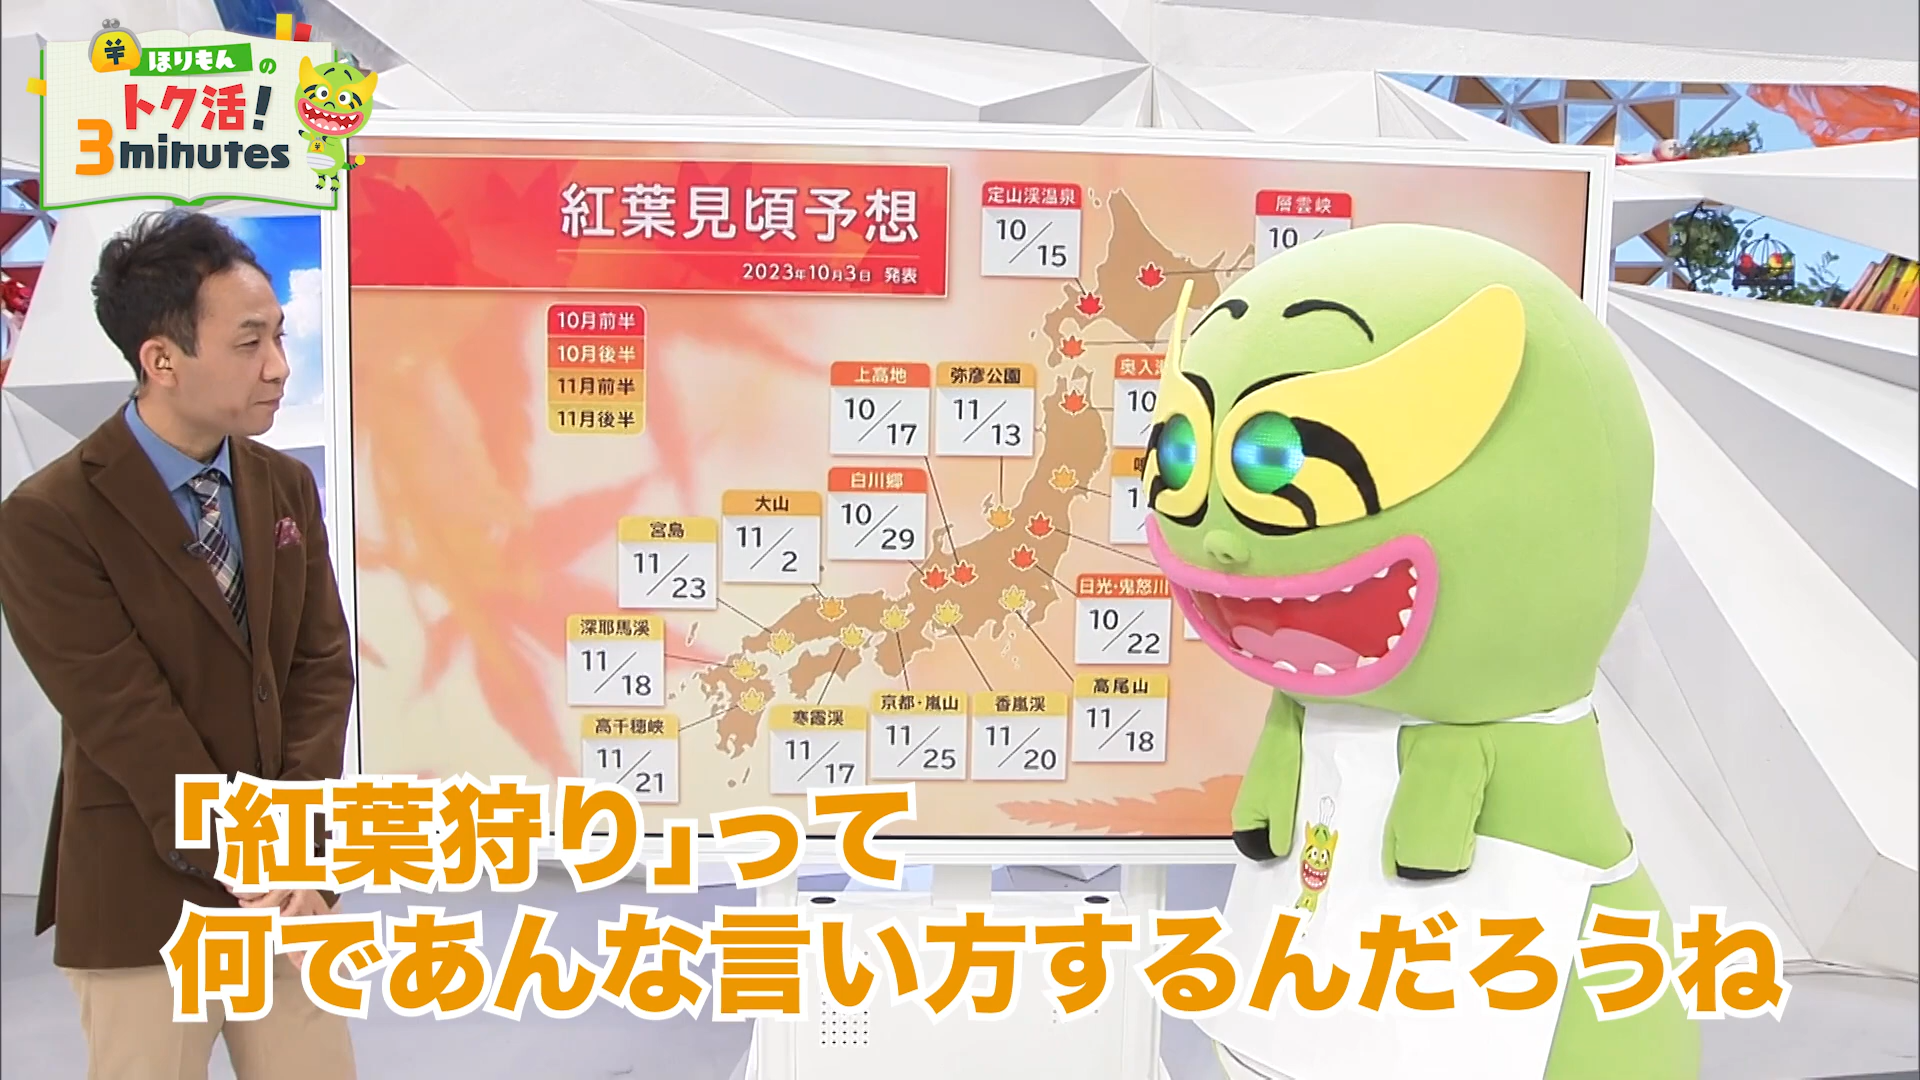 ほりもんの
トク活!
3minutes
紅葉見頃予想
2023年10月3日 発表
10月前半
10月後半
11月前半
11月後半
定山渓温泉
10/15
層雲峡
10/
上高地
10/17
弥彦公園
11/13
奥入
10/
白川郷
10/29
大山
11/2
宮島
11/23
日光・鬼怒川
10/22
深耶馬渓
11/18
高千穂峡
11/21
寒霞渓
11/17
京都・嵐山
11/25
香嵐渓
11/20
高尾山
11/18
「紅葉狩り」って
何であんな言い方するんだろうね